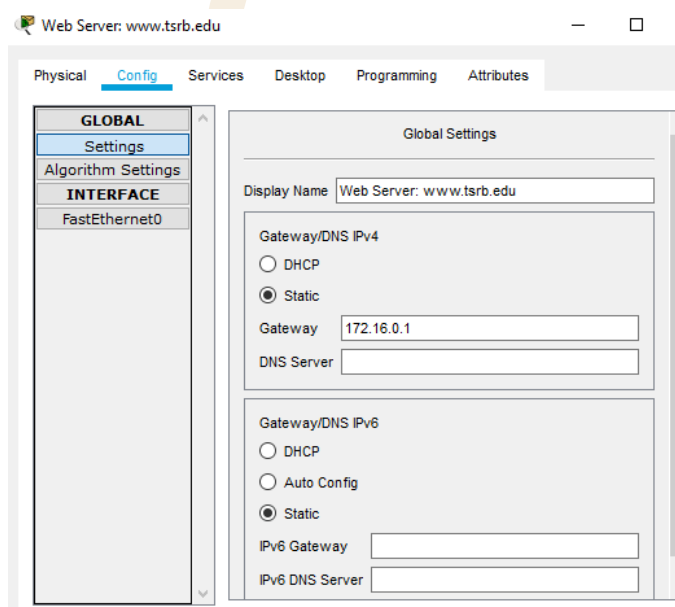 Web Server: www.tsrb.edu
Physical Config Services Desktop Programming Attributes
GLOBAL
Settings
Algorithm Settings
INTERFACE
FastEthernet0
Global Settings
Display Name Web Server: www.tsrb.edu
Gateway/DNS IPv4
DHCP
Static
Gateway 172.16.0.1
DNS Server
Gateway/DNS IPv6
DHCP
Auto Config
Static
IPv6 Gateway
IPv6 DNS Server